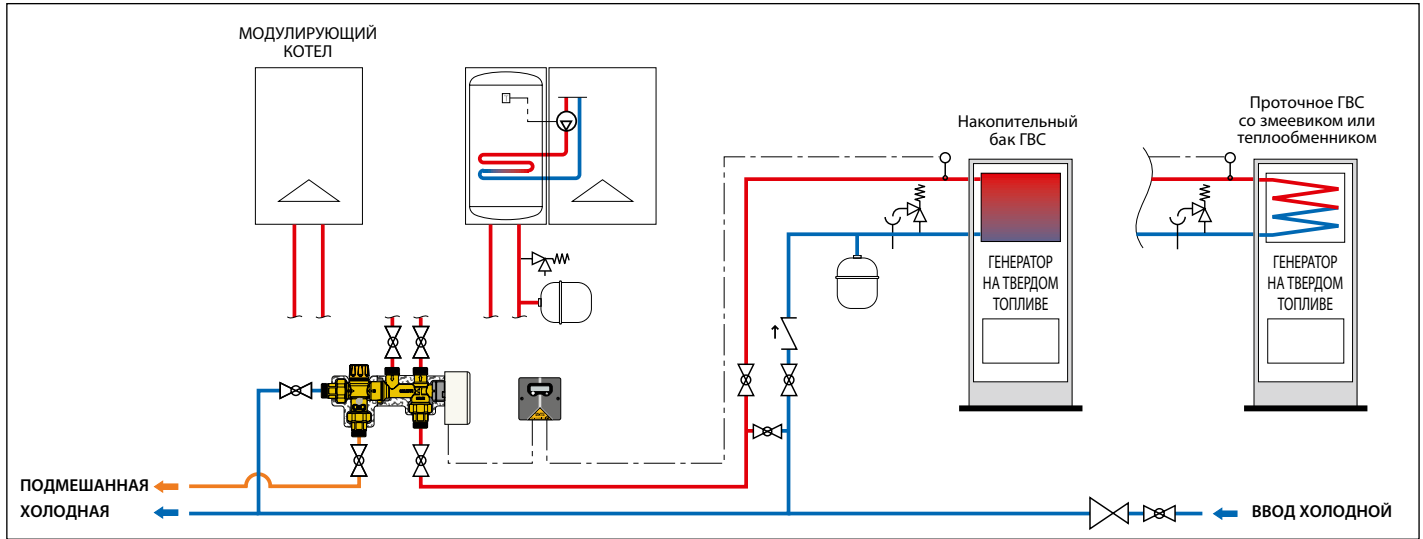 МОДУЛИРУЮЩИЙ
КОТЕЛ
Накопительный
бак ГВС
Проточное ГВС
со змеевиком или
теплообменником
ГЕНЕРАТОР
НА ТВЕРДОМ
ТОПЛИВЕ
ГЕНЕРАТОР
НА ТВЕРДОМ
ТОПЛИВЕ
ПОДМЕШАННАЯ
ХОЛОДНАЯ
ВВОД ХОЛОДНОЙ